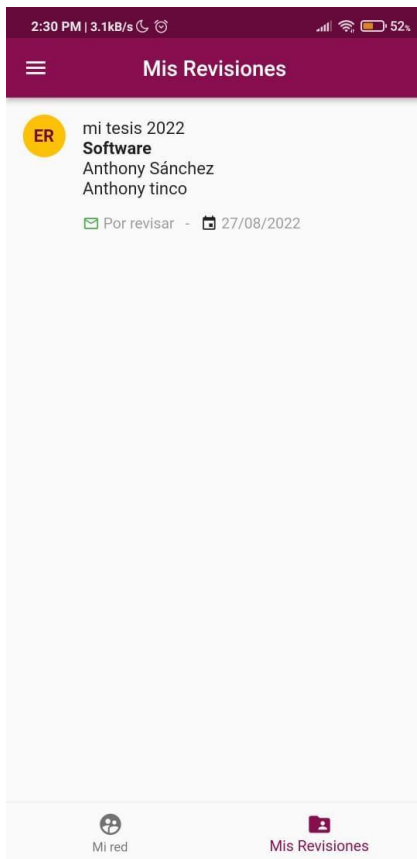 2:30 PM | 3.1kB/s 52%
Mis Revisiones
ER
mi tesis 2022
Software
Anthony Sánchez
Anthony tinco
Por revisar - 27/08/2022
Mi red
Mis Revisiones